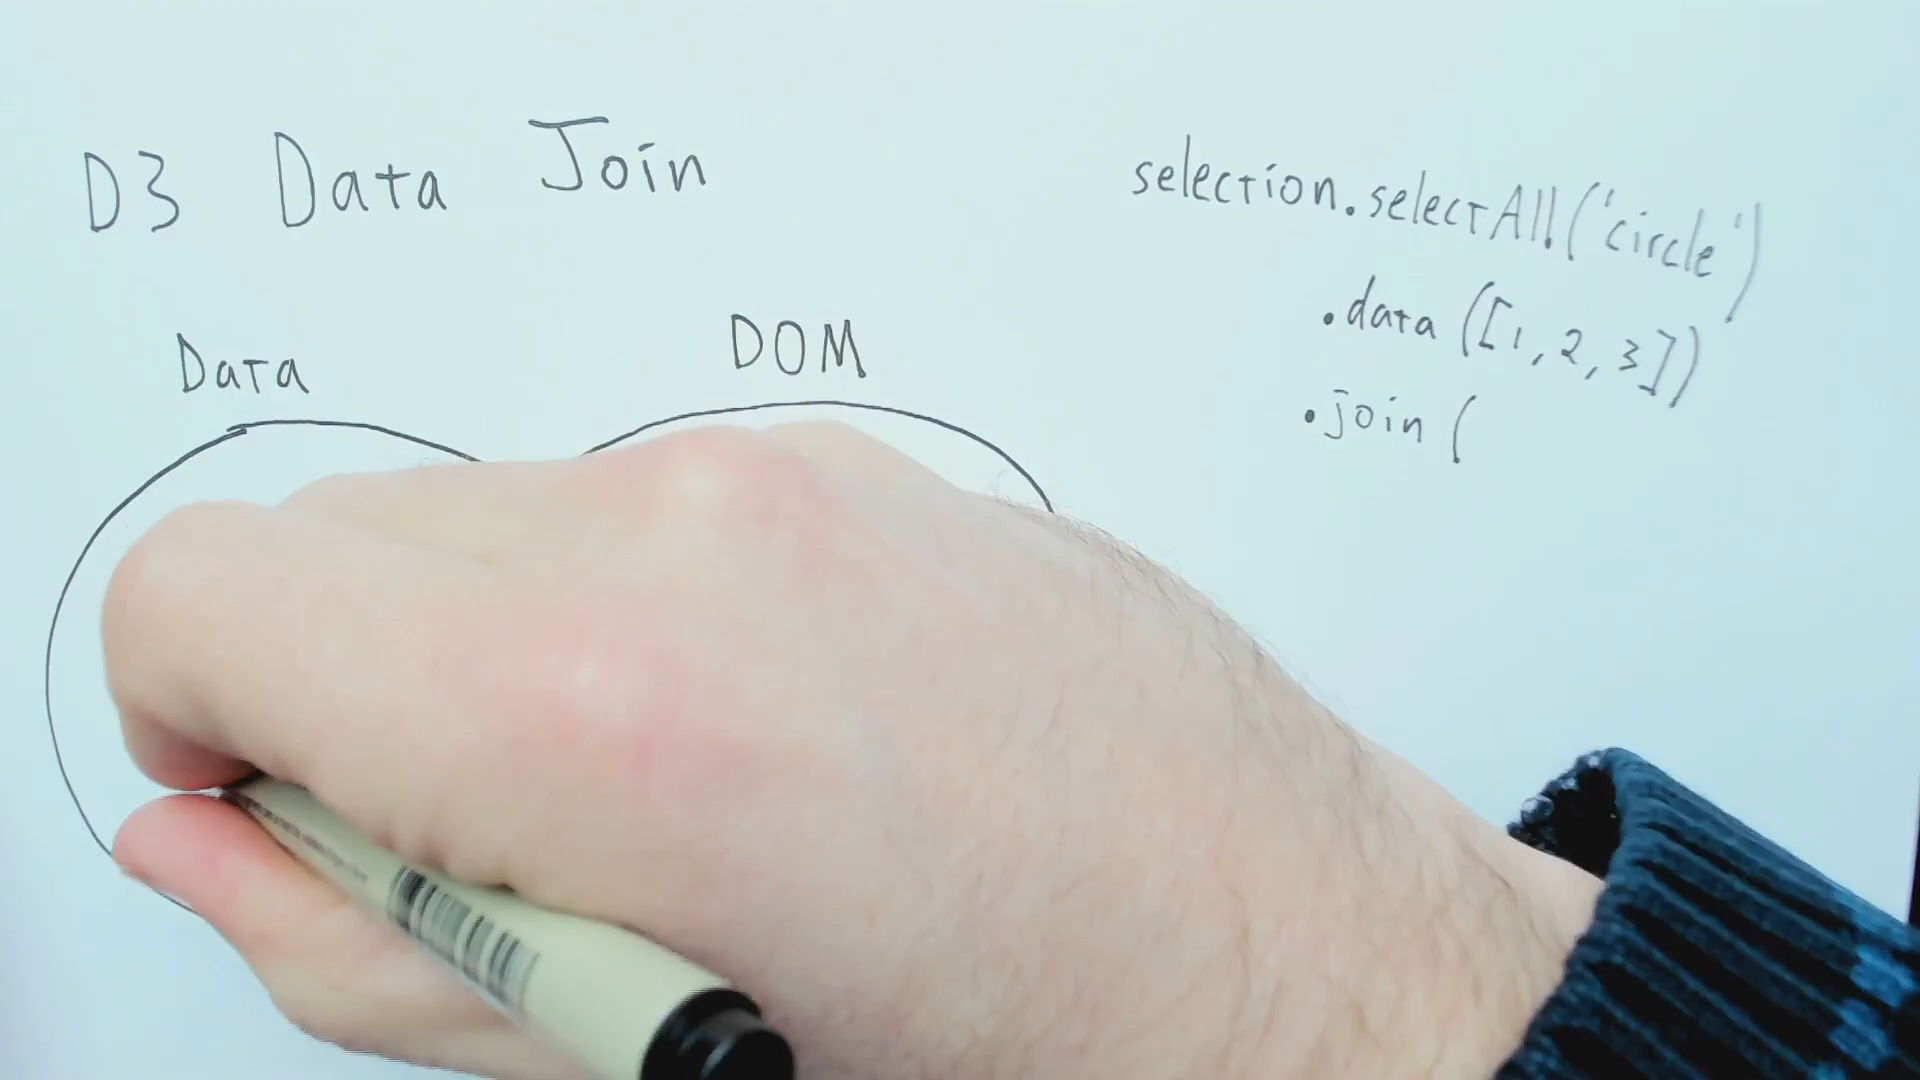 D3 Data Join
selection.selectAll('circle')
.data([1,2,3])
.join(
Data
DOM